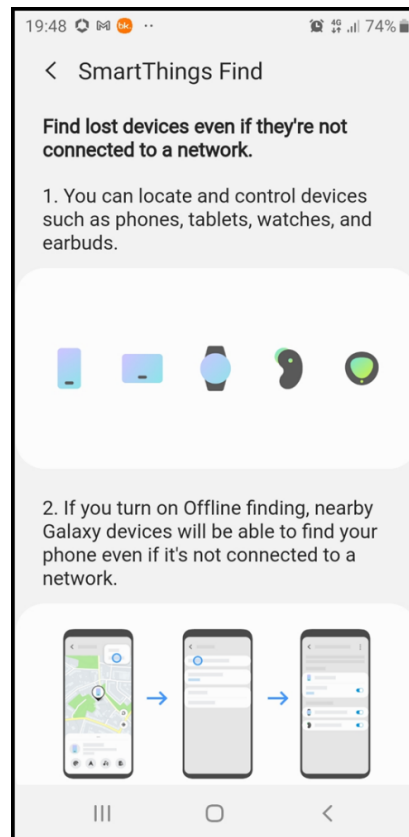 19:48 bk. 4G 74%
SmartThings Find
Find lost devices even if they're not
connected to a network.
1. You can locate and control devices
such as phones, tablets, watches, and
earbuds.
2. If you turn on Offline finding, nearby
Galaxy devices will be able to find your
phone even if it's not connected to a
network.